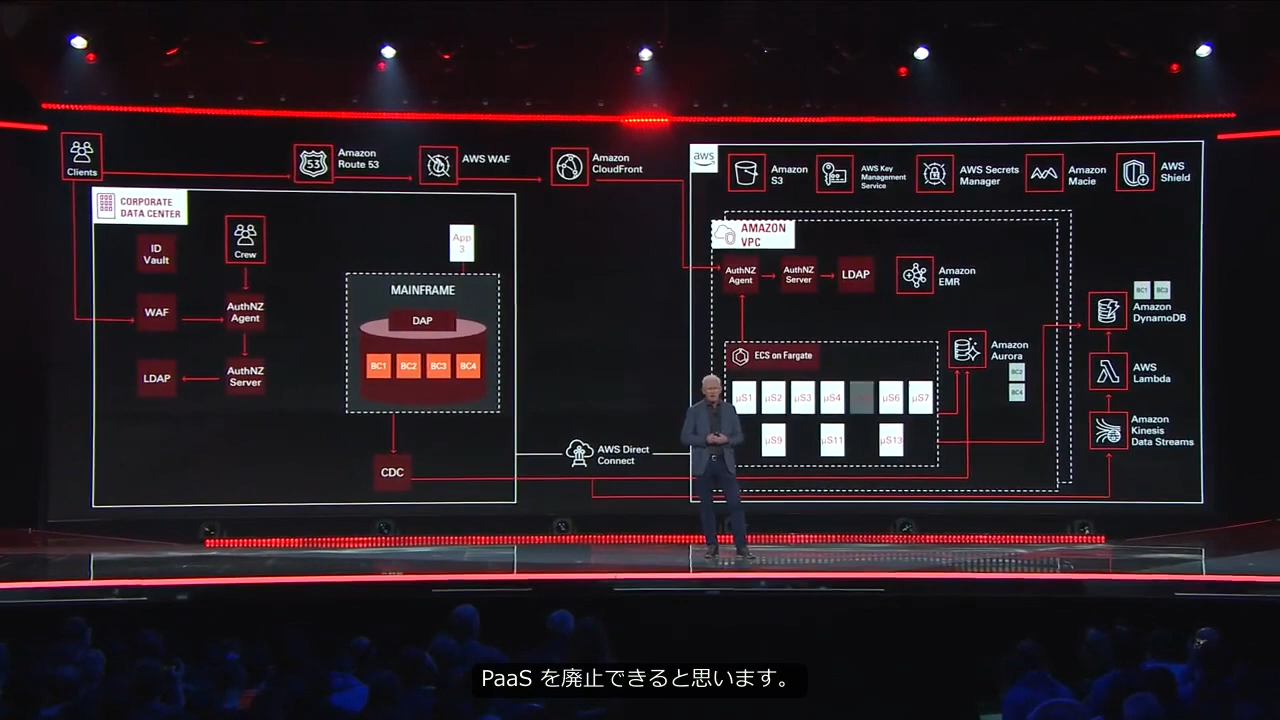 Clients
Amazon
Route 53
53
AWS WAF
Amazon
CloudFront
aws
Amazon
S3
AWS Key
Management
Service
AWS Secrets
Manager
Amazon
Macie
AWS
Shield
CORPORATE
DATA CENTER
ID
Vault
Crew
App
3
WAF
AuthNZ
Agent
LDAP
AuthNZ
Server
MAINFRAME
DAP
BC1
BC2
BC3
BC4
CDC
AWS Direct
Connect
AMAZON
VPC
AuthNZ
Agent
AuthNZ
Server
LDAP
Amazon
EMR
ECS on Fargate
µS1
µS2
µS3
µS4
µS6
µS7
µS9
µS11
µS13
Amazon
Aurora
BC2
BC4
BC1
BC3
Amazon
DynamoDB
AWS
Lambda
Amazon
Kinesis
Data Streams
PaaS を廃止できると思います。